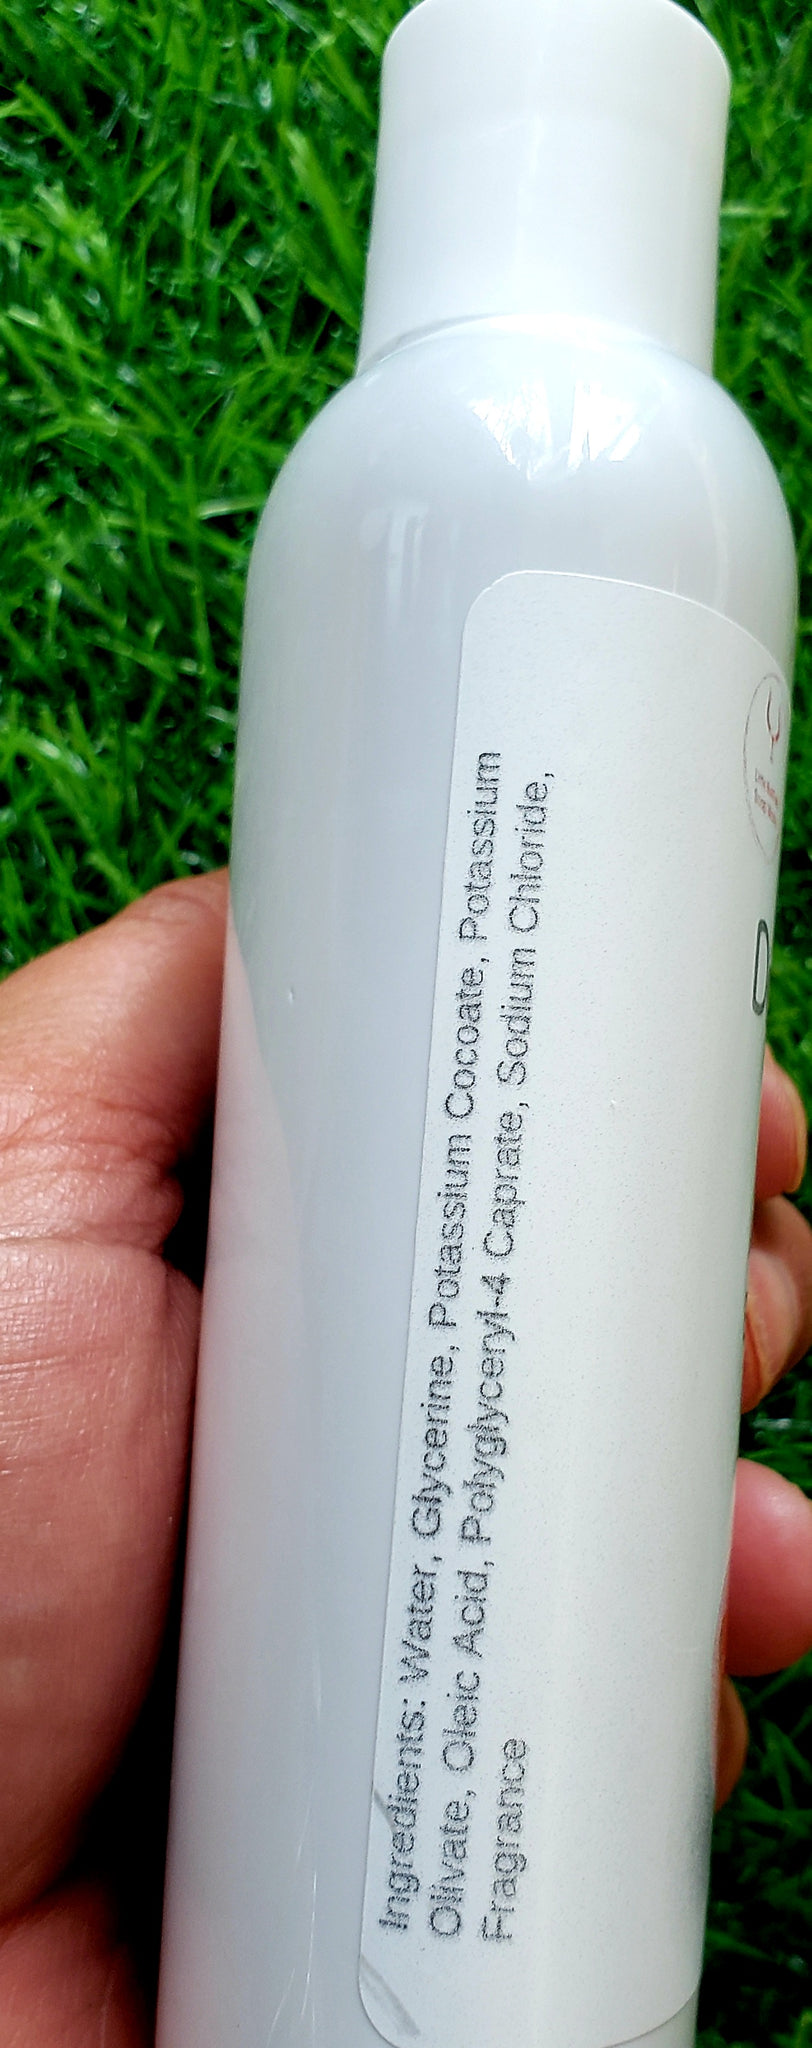 Ingredients: Water, Glycerine, Potassium Cocoate, Potassium
Olivate, Oleic Acid, Polyglyceryl-4 Caprate, Sodium Chloride,
Fragrance
D